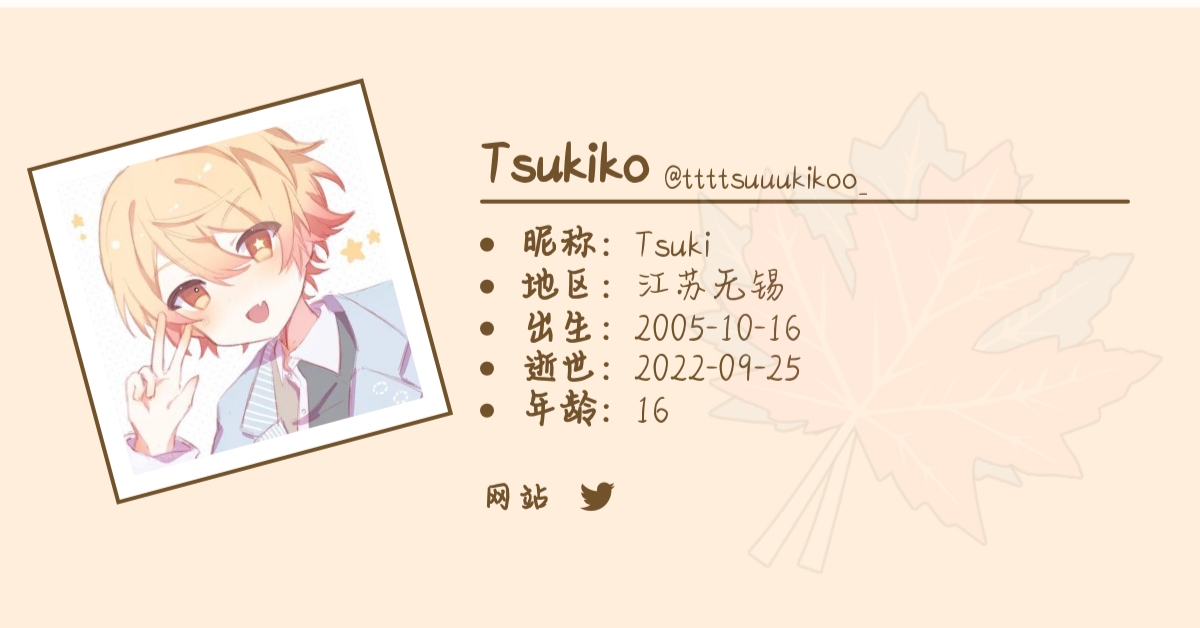 Tsukiko @ttttsuuukikoo_
• 昵称：Tsuki
• 地区：江苏无锡
• 出生：2005-10-16
• 逝世：2022-09-25
• 年龄：16
网站